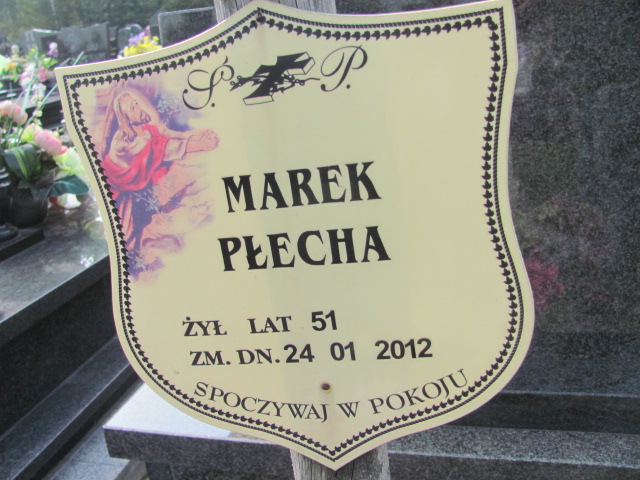 Ś. P.
MAREK
PŁECHA
ŻYŁ LAT 51
ZM. DN. 24 01 2012
SPOCZYWAJ W POKOJU